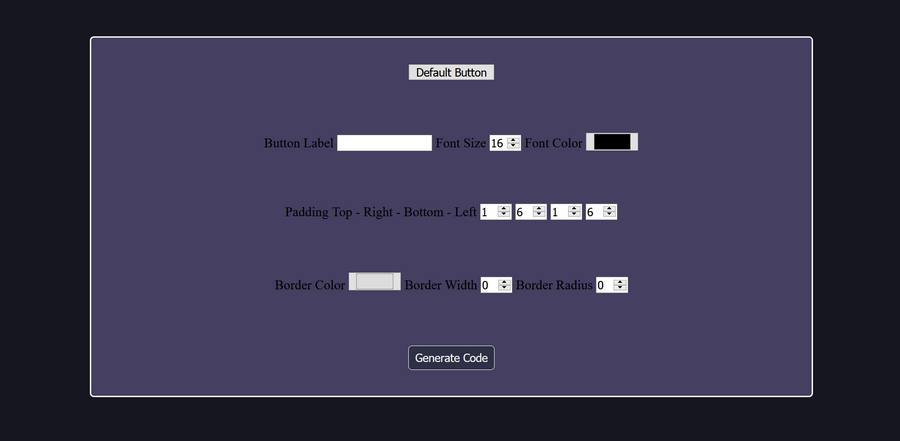 Default Button
Button Label Font Size 16 Font Color
Padding Top - Right - Bottom - Left 1 6 1 6
Border Color Border Width 0 Border Radius 0
Generate Code